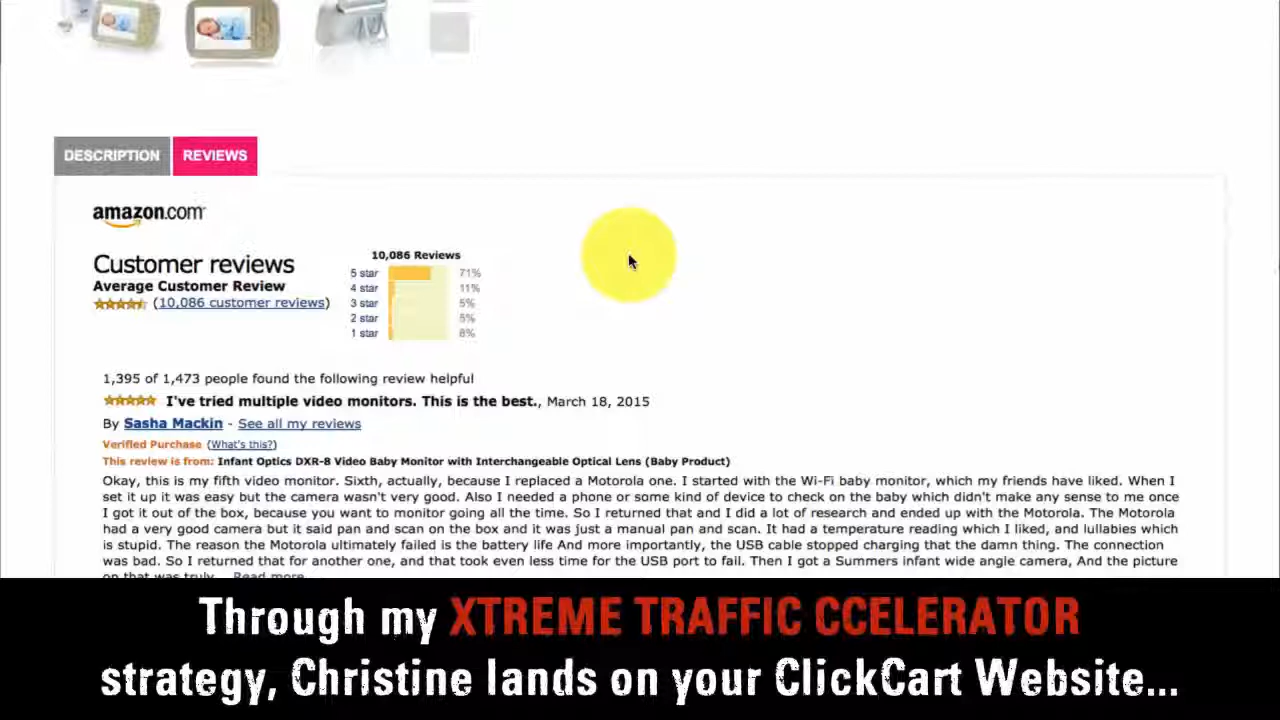 DESCRIPTION REVIEWS
amazon.com
Customer reviews
Average Customer Review
(10,086 customer reviews)
10,086 Reviews
5 star 71%
4 star 11%
3 star 5%
2 star 5%
1 star 8%
1,395 of 1,473 people found the following review helpful
I've tried multiple video monitors. This is the best., March 18, 2015
By Sasha Mackin - See all my reviews
Verified Purchase (What's this?)
This review is from: Infant Optics DXR-8 Video Baby Monitor with Interchangeable Optical Lens (Baby Product)
Okay, this is my fifth video monitor. Sixth, actually, because I replaced a Motorola one. I started with the Wi-Fi baby monitor, which my friends have liked. When I
set it up it was easy but the camera wasn't very good. Also I needed a phone or some kind of device to check on the baby which didn't make any sense to me once
I got it out of the box, because you want to monitor going all the time. So I returned that and I did a lot of research and ended up with the Motorola. The Motorola
had a very good camera but it said pan and scan on the box and it was just a manual pan and scan. It had a temperature reading which I liked, and lullabies which
is stupid. The reason the Motorola ultimately failed is the battery life And more importantly, the USB cable stopped charging that the damn thing. The connection
was bad. So I returned that for another one, and that took even less time for the USB port to fail. Then I got a Summers infant wide angle camera, And the picture
on that was truly... Read more
Through my XTREME TRAFFIC CCELERATOR
strategy, Christine lands on your ClickCart Website...